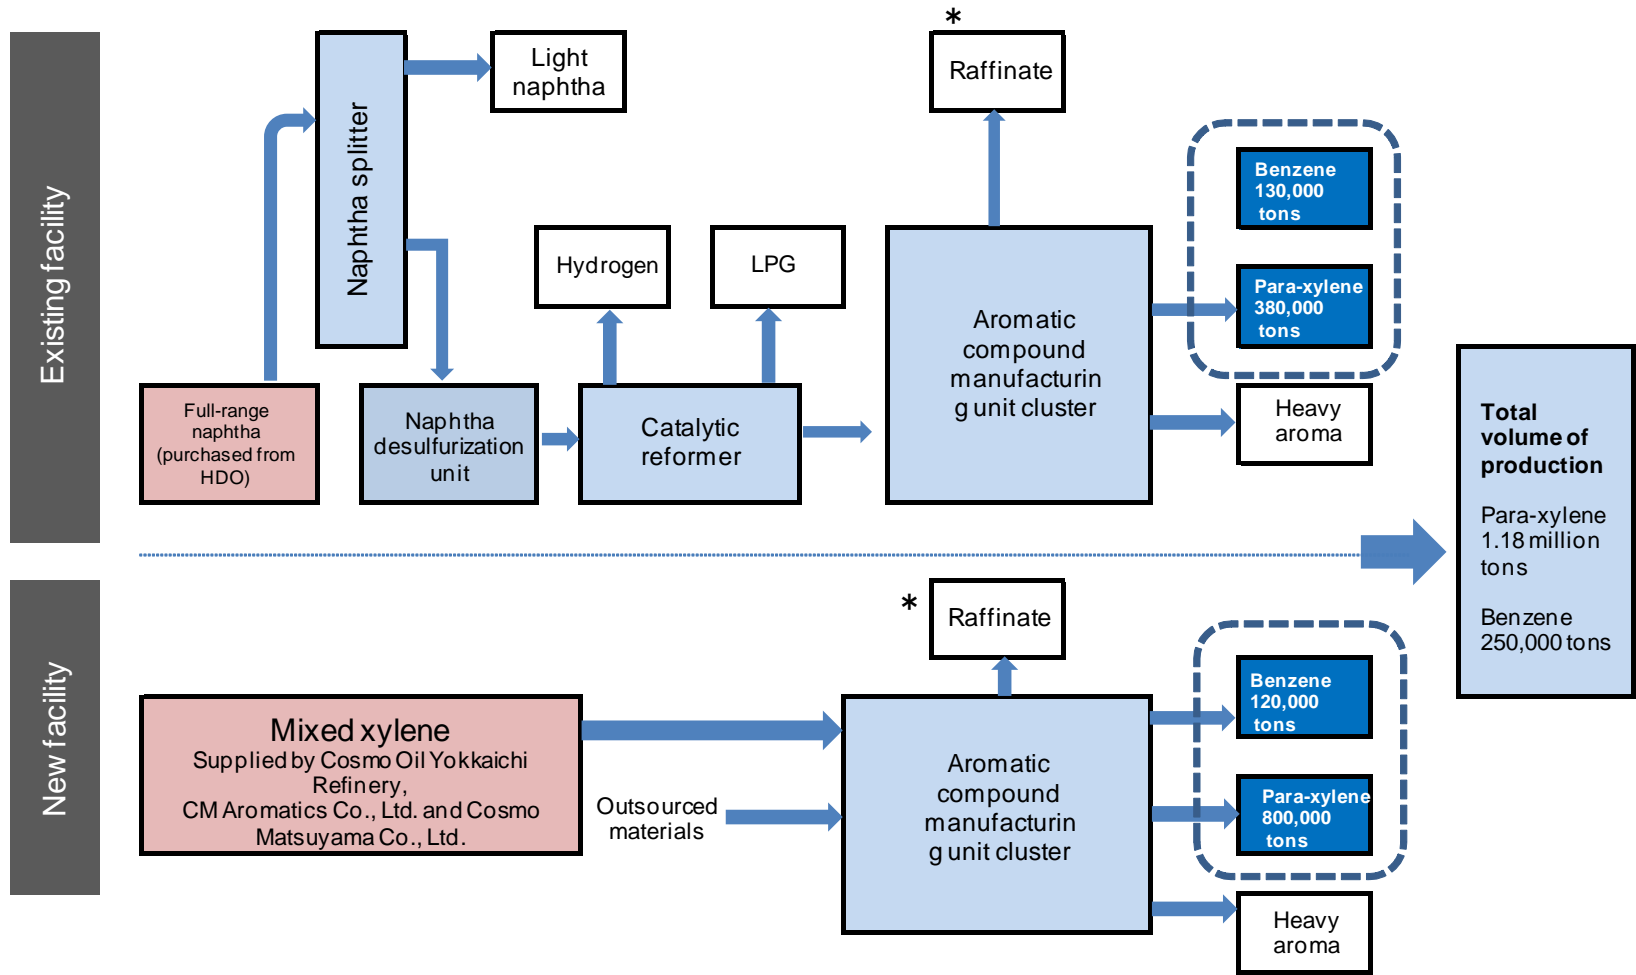 Existing facility
Naphtha splitter
Light
naphtha
*
Raffinate
Benzene
130,000
tons
Hydrogen
LPG
Para-xylene
380,000
tons
Aromatic
compound
manufacturin
g unit cluster
Full-range
naphtha
(purchased from
HDO)
Naphtha
desulfurization
unit
Catalytic
reformer
Heavy
aroma
Total
volume of
production
Para-xylene
1.18 million
tons
Benzene
250,000 tons
New facility
*
Raffinate
Mixed xylene
Supplied by Cosmo Oil Yokkaichi
Refinery,
CM Aromatics Co., Ltd. and Cosmo
Matsuyama Co., Ltd.
Outsourced
materials
Aromatic
compound
manufacturin
g unit cluster
Benzene
120,000
tons
Para-xylene
800,000
tons
Heavy
aroma